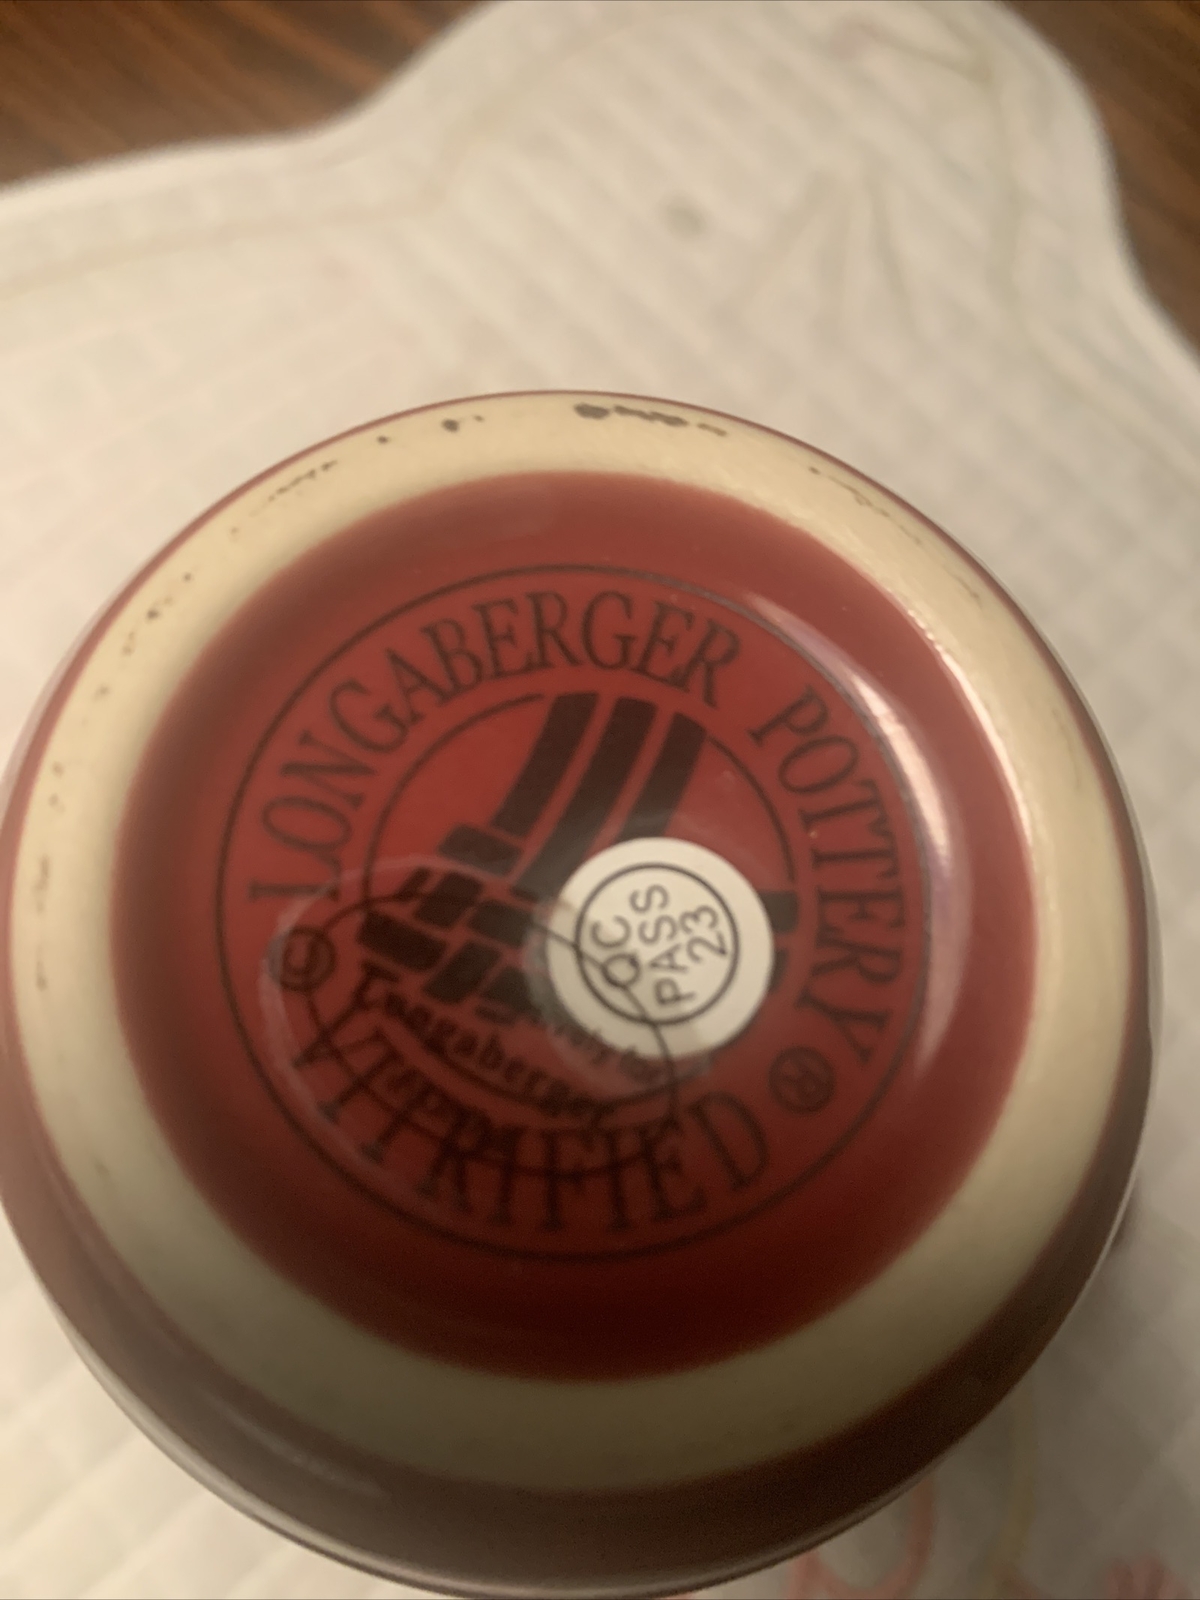 LONGABERGER POTTERY ®
© VITRIFIED
Longaberger
QC
PASS
23